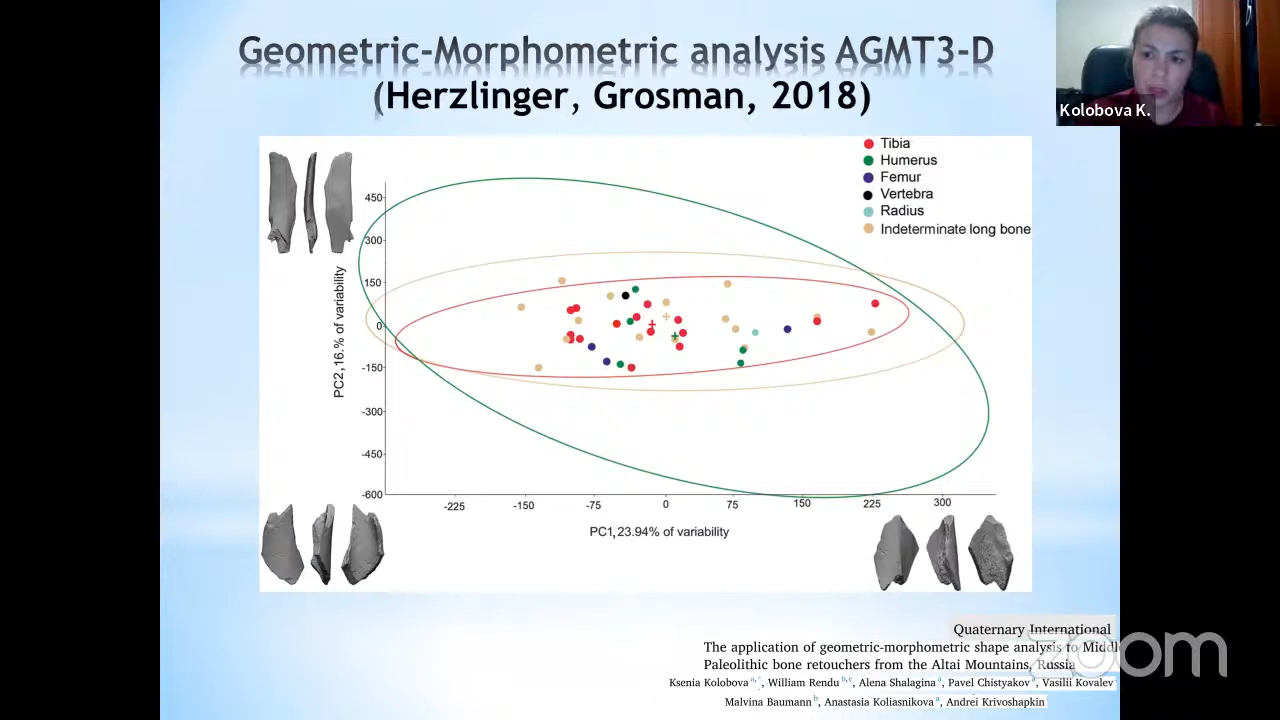 Geometric-Morphometric analysis AGMT3-D
(Herzlinger, Grosman, 2018)
Kolobova K.
Tibia
Humerus
Femur
Vertebra
Radius
Indeterminate long bone
450
300
150
0
-150
-300
-450
-600
PC2, 16.% of variability
-225
-150
-75
0
75
150
225
300
PC1, 23.94% of variability
Quaternary International
The application of geometric-morphometric shape analysis to Middl
Paleolithic bone retouchers from the Altai Mountains, Russia
Ksenia Kolobova a,*, William Rendu b,c, Alena Shalagina a, Pavel Chistyakov a, Vasilii Kovalev
Malvina Baumann b, Anastasia Koliasnikova a, Andrei Krivoshapkin
zoom